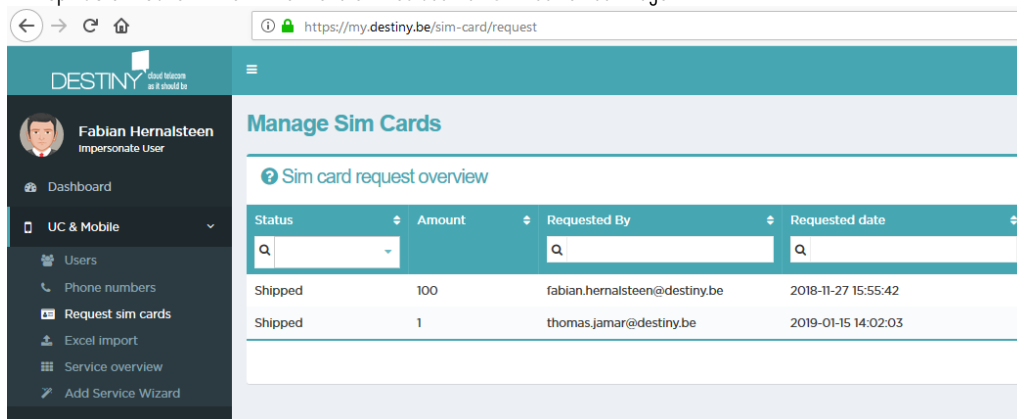 https://my.destiny.be/sim-card/request
DESTINY cloud telecom
as it should be
Fabian Hernalsteen
Impersonate User
Dashboard
UC & Mobile
Users
Phone numbers
Request sim cards
Excel import
Service overview
Add Service Wizard
Manage Sim Cards
Sim card request overview
Status Amount Requested By Requested date
Shipped 100 fabian.hernalsteen@destiny.be 2018-11-27 15:55:42
Shipped 1 thomas.jamar@destiny.be 2019-01-15 14:02:03